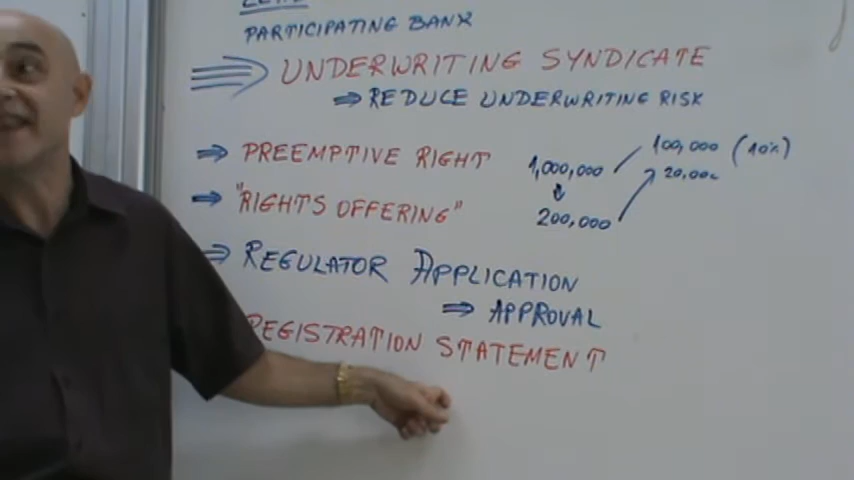 PARTICIPATING BANK
UNDERWRITING SYNDICATE
⇒ REDUCE UNDERWRITING RISK
⇒ PREEMPTIVE RIGHT 1,000,000 100,000 (10%)
⇒ "RIGHTS OFFERING" 200,000 20,000
⇒ REGULATOR APPLICATION
⇒ APPROVAL
REGISTRATION STATEMENT